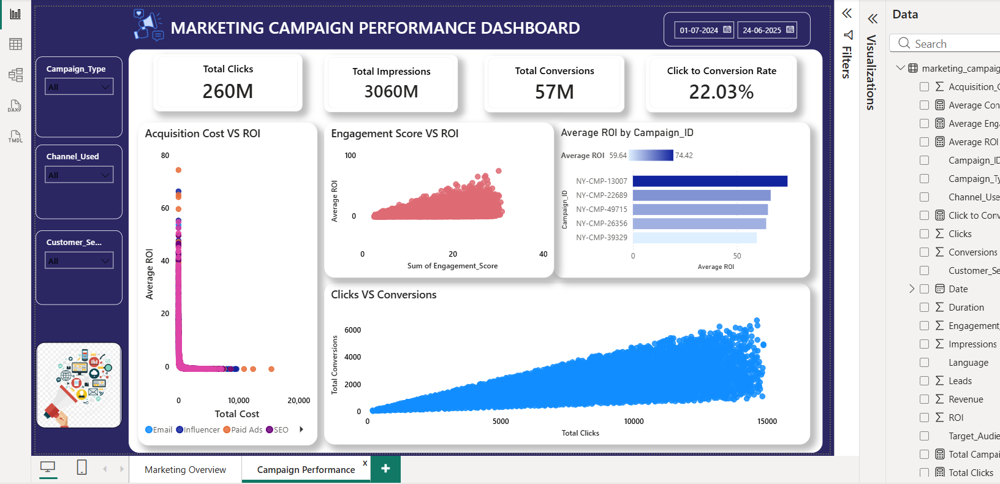 MARKETING CAMPAIGN PERFORMANCE DASHBOARD
01-07-2024
24-06-2025
Campaign_Type
All
Channel_Used
All
Customer_Se...
All
Total Clicks
260M
Total Impressions
3060M
Total Conversions
57M
Click to Conversion Rate
22.03%
Acquisition Cost VS ROI
80
60
40
20
0
Average ROI
0
10,000
20,000
Total Cost
Email
Influencer
Paid Ads
SEO
Engagement Score VS ROI
100
0
Average ROI
0
20
40
Sum of Engagement_Score
Average ROI by Campaign_ID
Average ROI 59.64 74.42
Campaign_ID
NY-CMP-13007
NY-CMP-22689
NY-CMP-49715
NY-CMP-26356
NY-CMP-39329
0
50
Average ROI
Clicks VS Conversions
6000
4000
2000
0
Total Conversions
0
5000
10000
15000
Total Clicks
DAX
TMDL
Marketing Overview
Campaign Performance
x
+
Filters
Visualizations
Data
Search
marketing_campaig
Acquisition_C
Average Con
Average Enga
Average ROI
Campaign_ID
Campaign_Ty
Channel_Use
Click to Conv
Clicks
Conversions
Customer_Se
Date
Duration
Engagement_
Impressions
Language
Leads
Revenue
ROI
Target_Audie
Total Campai
Total Clicks